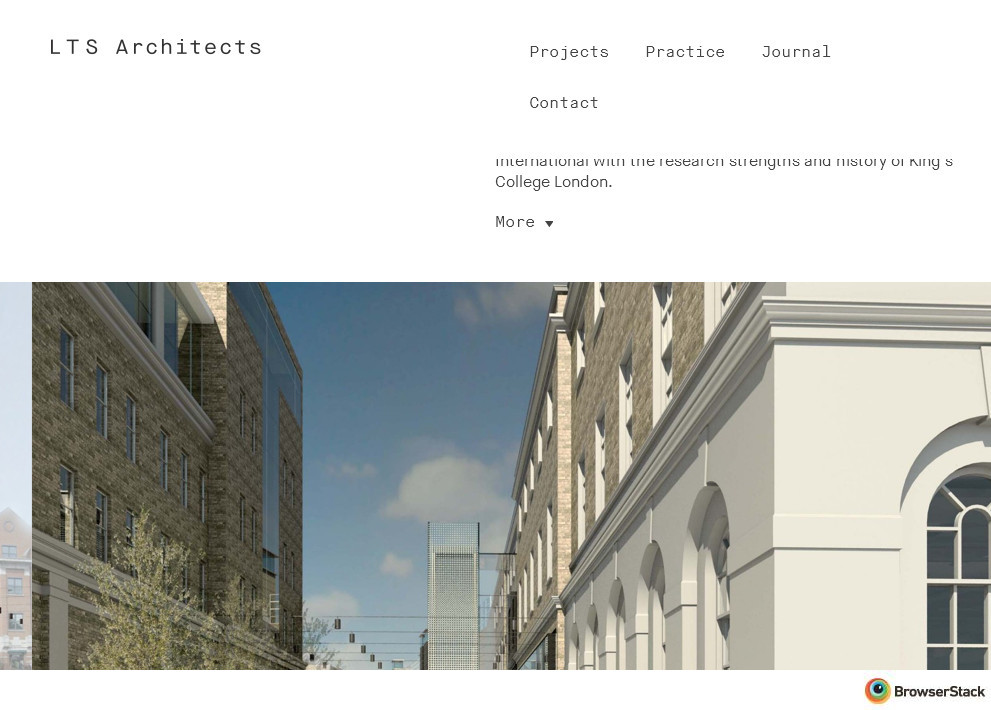 LTS Architects
Projects Practice Journal
Contact
International with the research strengths and history of King's
College London.
More
BrowserStack